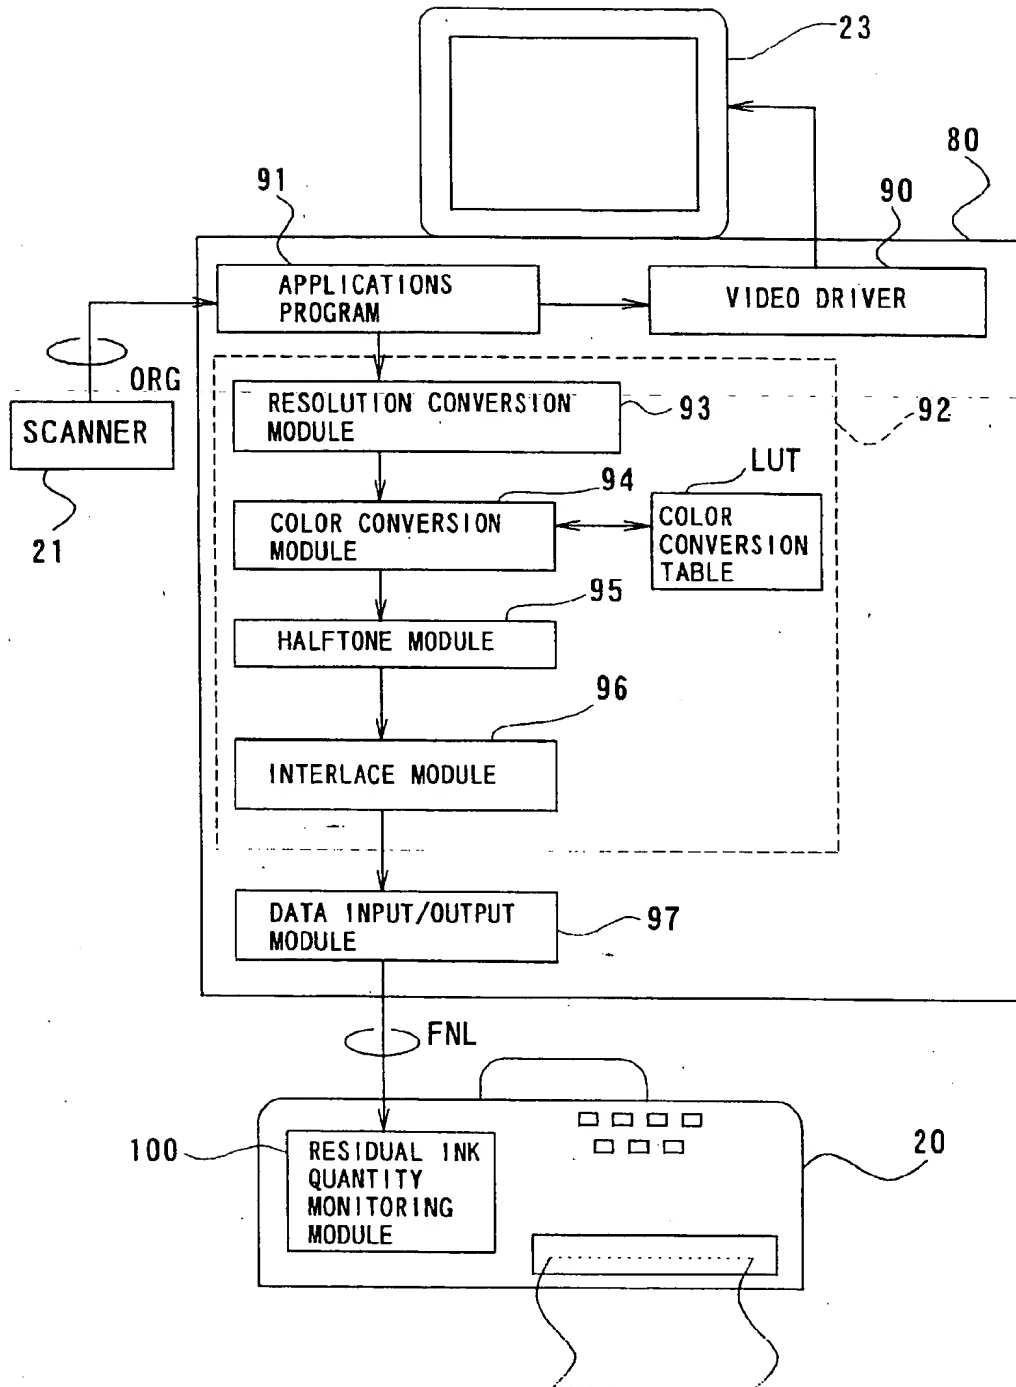 23
80
91
90
APPLICATIONS
PROGRAM
VIDEO DRIVER
ORG
RESOLUTION CONVERSION
MODULE
93
92
SCANNER
94
LUT
COLOR CONVERSION
MODULE
COLOR
CONVERSION
TABLE
21
95
HALFTONE MODULE
96
INTERLACE MODULE
DATA INPUT/OUTPUT
MODULE
97
FNL
100
RESIDUAL INK
QUANTITY
MONITORING
MODULE
20